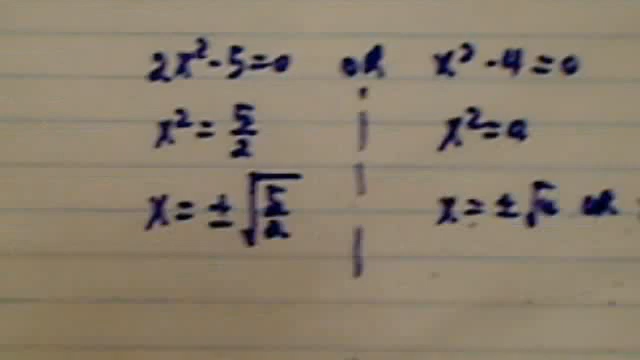 2x² - 5 = 0 or x² - 4 = 0
x² = 5/2 x² = 4
x = ± √(5/2) x = ± √4 or